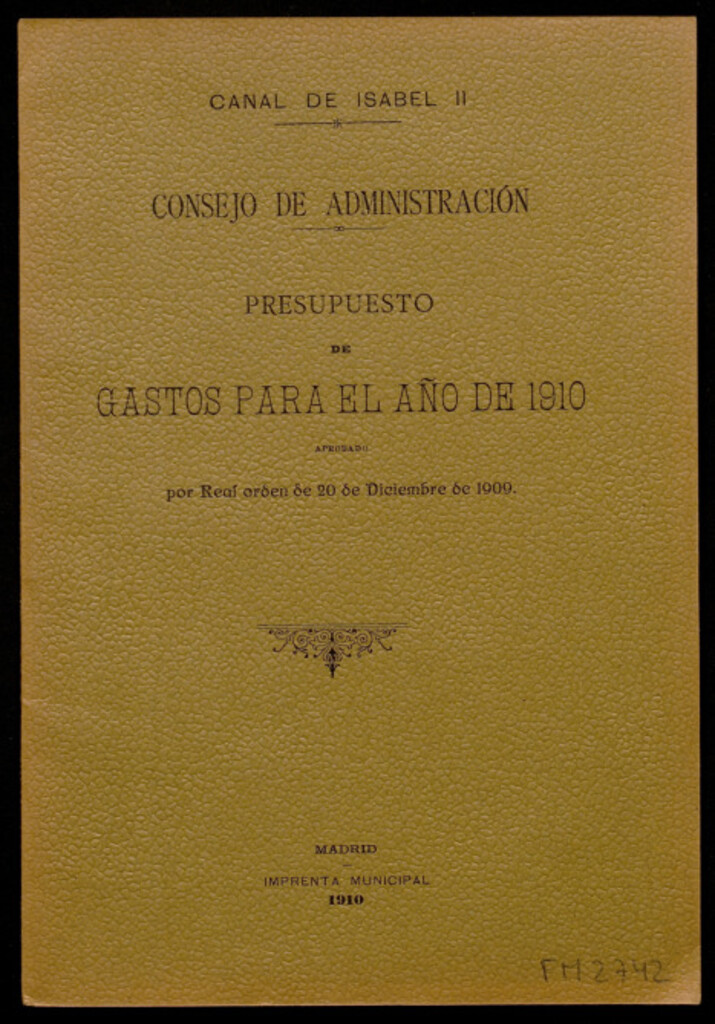 CANAL DE ISABEL II
CONSEJO DE ADMINISTRACIÓN
PRESUPUESTO
DE
GASTOS PARA EL AÑO DE 1910
APROBADO
por Real orden de 20 de Diciembre de 1909.
MADRID
IMPRENTA MUNICIPAL
1910
FM 2742